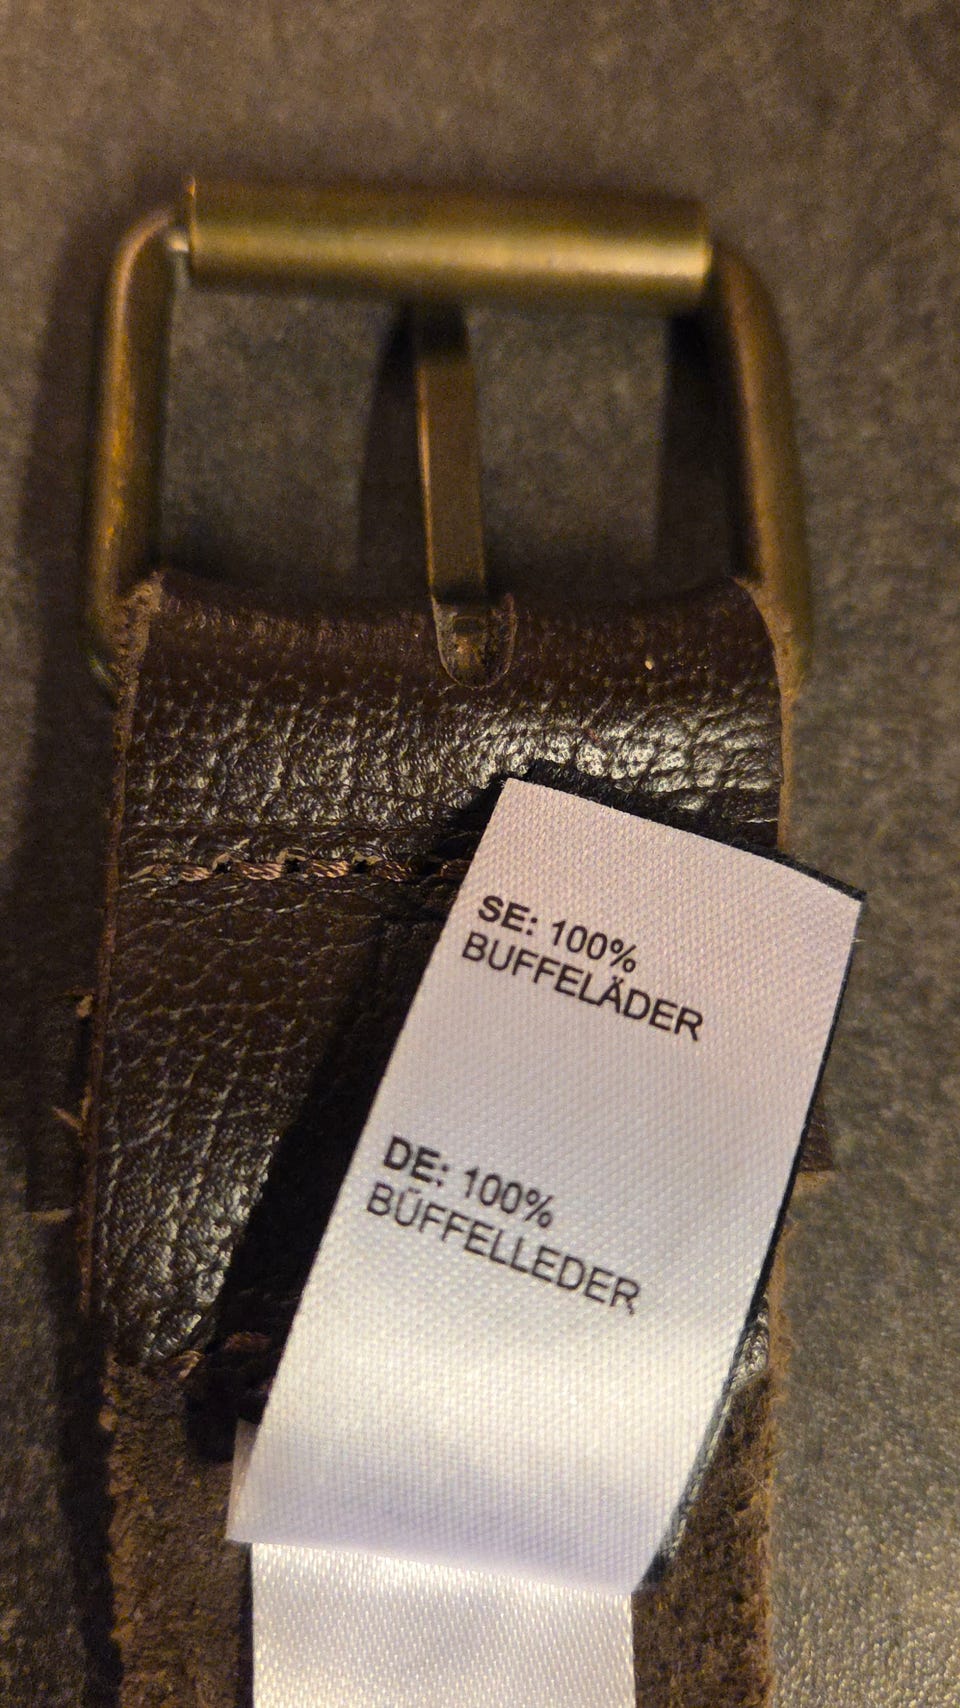 SE: 100%
BUFFELÄDER
DE: 100%
BÜFFELLEDER